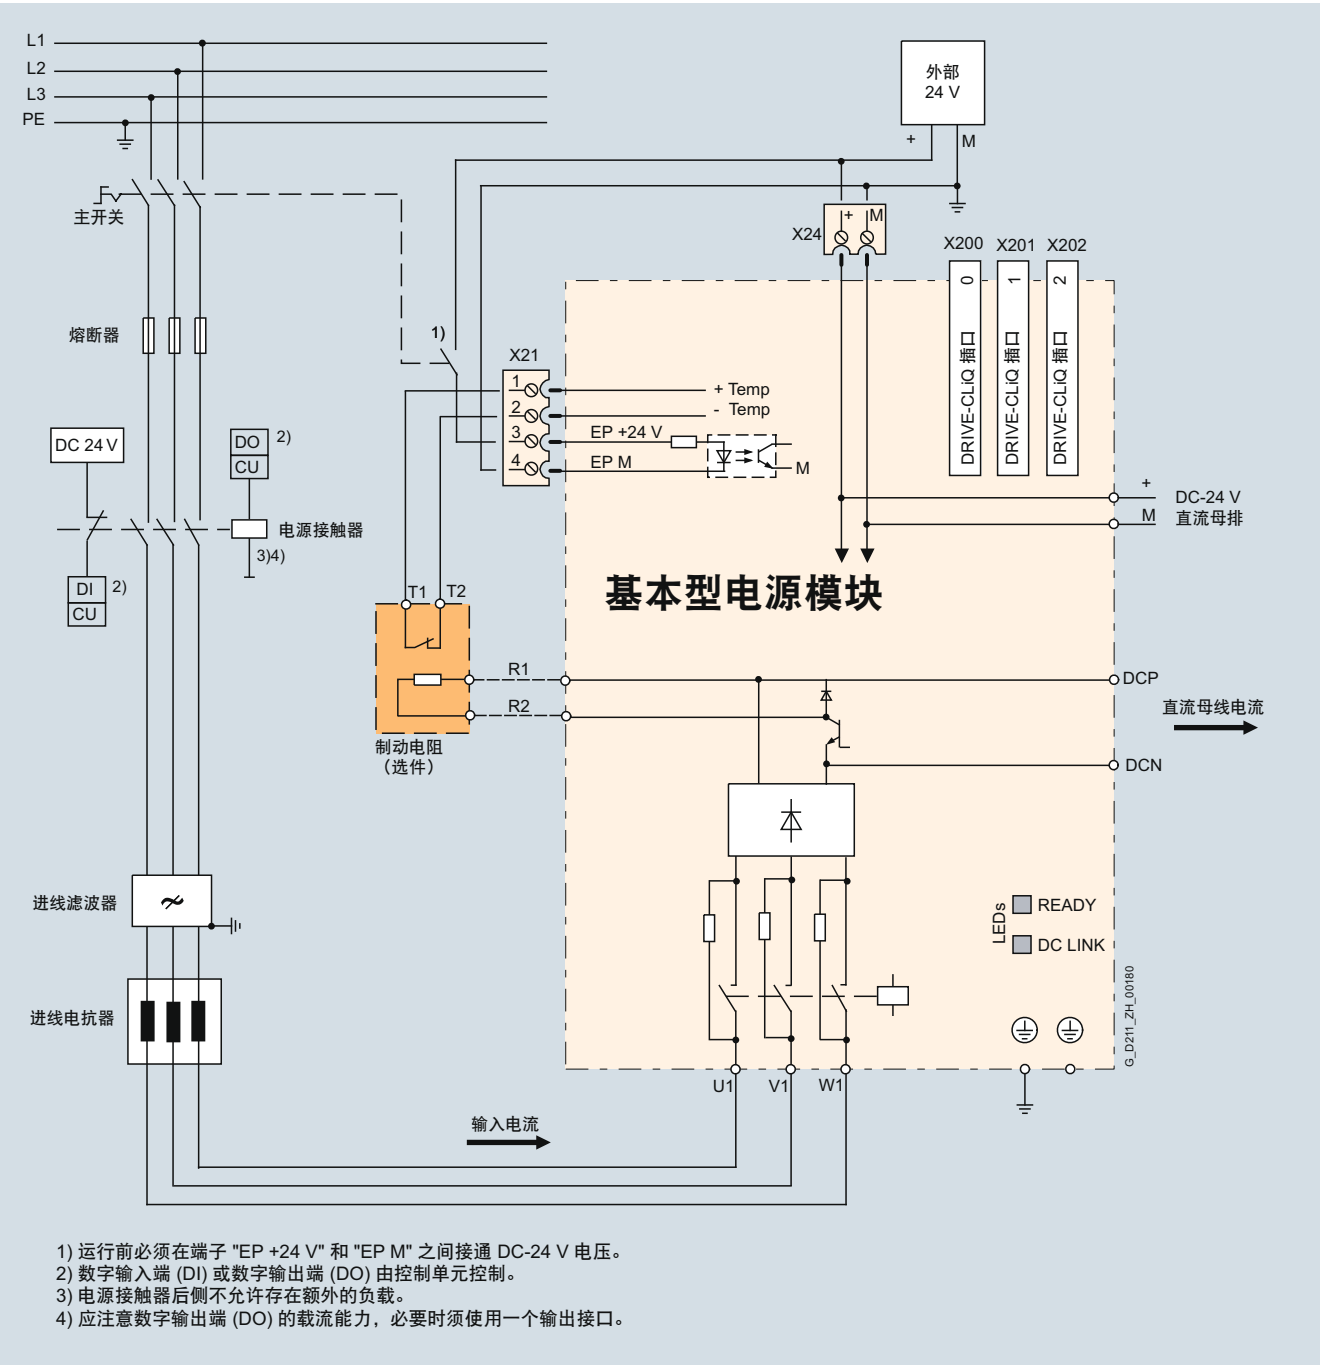 L1
L2
L3
PE
外部
24 V
+
M
主开关
X24
+
M
X200
X201
X202
0
1
2
DRIVE-CLiQ 插口
DRIVE-CLiQ 插口
DRIVE-CLiQ 插口
熔断器
1)
X21
1
2
3
4
+ Temp
- Temp
EP +24 V
EP M
M
DC 24 V
DO
CU
2)
电源接触器
3)4)
DI
CU
2)
+
M
DC-24 V
直流母排
基本型电源模块
T1
T2
R1
R2
制动电阻
（选件）
DCP
直流母线电流
DCN
进线滤波器
进线电抗器
LEDs
READY
DC LINK
G_D211_ZH_00180
U1
V1
W1
输入电流
1) 运行前必须在端子 "EP +24 V" 和 "EP M" 之间接通 DC-24 V 电压。
2) 数字输入端 (DI) 或数字输出端 (DO) 由控制单元控制。
3) 电源接触器后侧不允许存在额外的负载。
4) 应注意数字输出端 (DO) 的载流能力，必要时须使用一个输出接口。